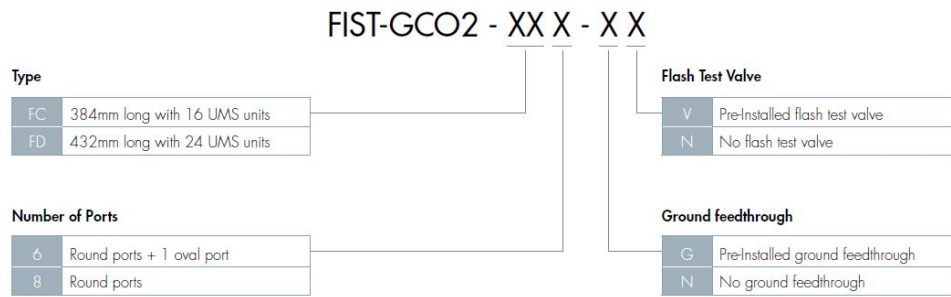 FIST-GCO2 - XX X - X X
Type
FC 384mm long with 16 UMS units
FD 432mm long with 24 UMS units
Flash Test Valve
V Pre-Installed flash test valve
N No flash test valve
Number of Ports
6 Round ports + 1 oval port
8 Round ports
Ground feedthrough
G Pre-Installed ground feedthrough
N No ground feedthrough